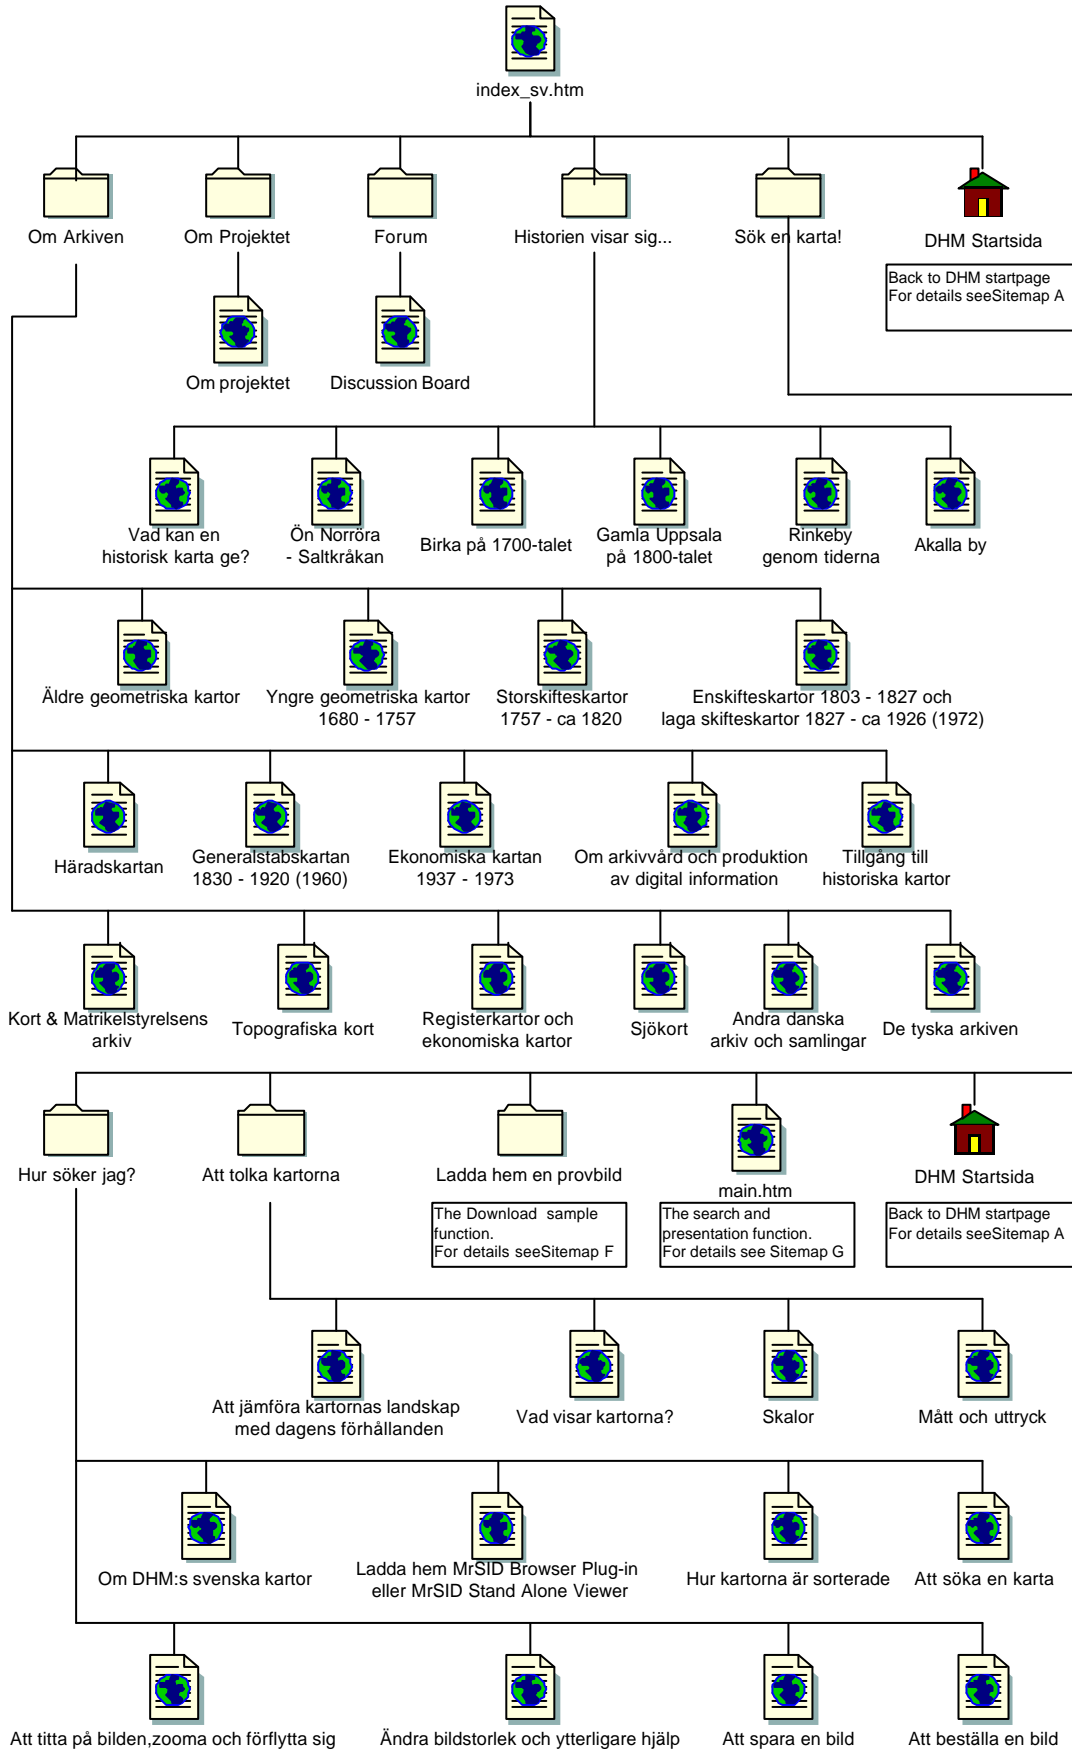 index_sv.htm
Om Arkiven
Om Projektet
Forum
Historien visar sig...
Sök en karta!
DHM Startsida
Back to DHM startpage
For details seeSitemap A
Om projektet
Discussion Board
Vad kan en
historisk karta ge?
Ön Norröra
- Saltkråkan
Birka på 1700-talet
Gamla Uppsala
på 1800-talet
Rinkeby
genom tiderna
Akalla by
Äldre geometriska kartor
Yngre geometriska kartor
1680 - 1757
Storskifteskartor
1757 - ca 1820
Enskifteskartor 1803 - 1827 och
laga skifteskartor 1827 - ca 1926 (1972)
Häradskartan
Generalstabskartan
1830 - 1920 (1960)
Ekonomiska kartan
1937 - 1973
Om arkivvård och produktion
av digital information
Tillgång till
historiska kartor
Kort & Matrikelstyrelsens
arkiv
Topografiska kort
Registerkartor och
ekonomiska kartor
Sjökort
Andra danska
arkiv och samlingar
De tyska arkiven
Hur söker jag?
Att tolka kartorna
Ladda hem en provbild
The Download sample
function.
For details seeSitemap F
main.htm
The search and
presentation function.
For details see Sitemap G
DHM Startsida
Back to DHM startpage
For details seeSitemap A
Att jämföra kartornas landskap
med dagens förhållanden
Vad visar kartorna?
Skalor
Mått och uttryck
Om DHM:s svenska kartor
Ladda hem MrSID Browser Plug-in
eller MrSID Stand Alone Viewer
Hur kartorna är sorterade
Att söka en karta
Att titta på bilden,zooma och förflytta sig
Ändra bildstorlek och ytterligare hjälp
Att spara en bild
Att beställa en bild